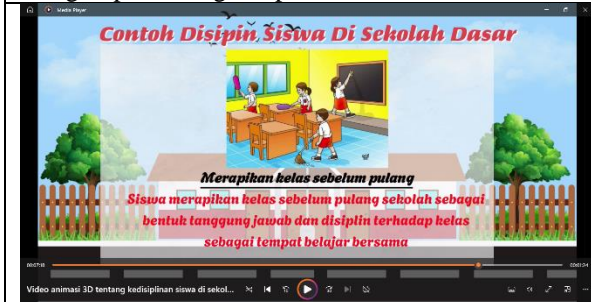 Media Player
Contoh Disipin Siswa Di Sekolah Dasar
Merapikan kelas sebelum pulang
Siswa merapikan kelas sebelum pulang sekolah sebagai
bentuk tanggung jawab dan disiplin terhadap kelas
sebagai tempat belajar bersama
Video animasi 3D tentang kedisiplinan siswa di sekol...